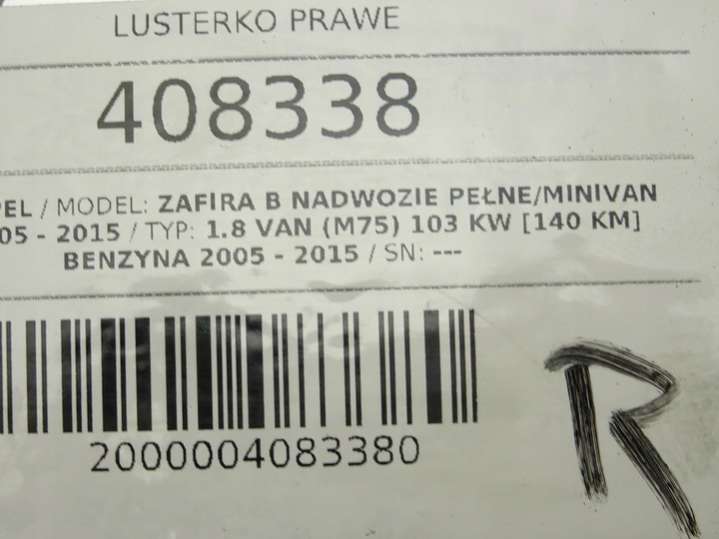 LUSTERKO PRAWE
408338
PEL / MODEL: ZAFIRA B NADWOZIE PEŁNE/MINIVAN
05 - 2015 / TYP: 1.8 VAN (M75) 103 KW [140 KM]
BENZYNA 2005 - 2015 / SN: ---
2000004083380
R